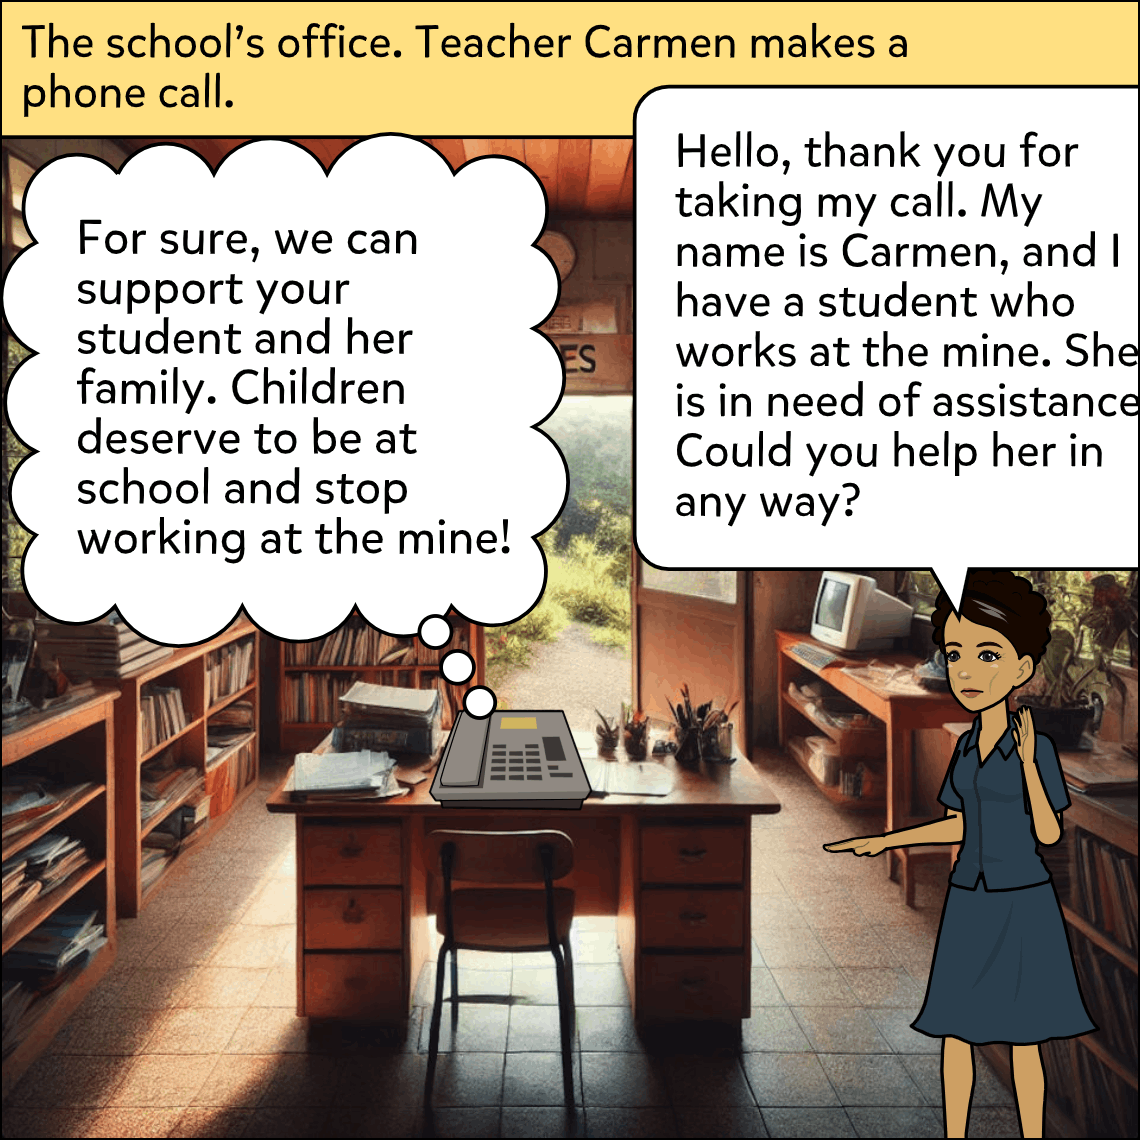 The school’s office. Teacher Carmen makes a
phone call.
Hello, thank you for
taking my call. My
name is Carmen, and I
have a student who
works at the mine. She
is in need of assistance
Could you help her in
any way?
For sure, we can
support your
student and her
family. Children
deserve to be at
school and stop
working at the mine!
ES